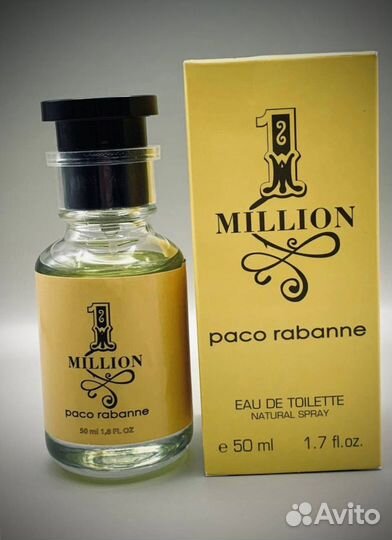 1
MILLION
paco rabanne
50 ml 1,8 FL OZ
1
MILLION
paco rabanne
EAU DE TOILETTE
NATURAL SPRAY
e 50 ml 1.7 fl.oz.
Avito